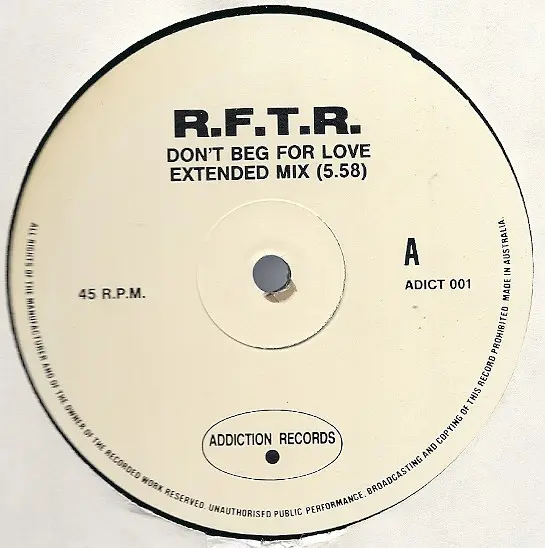 R.F.T.R.
DON'T BEG FOR LOVE
EXTENDED MIX (5.58)
45 R.P.M.
A
ADICT 001
ADDICTION RECORDS
ALL RIGHTS OF THE MANUFACTURER AND OF THE OWNER OF THE RECORDED WORK RESERVED. UNAUTHORISED PUBLIC PERFORMANCE, BROADCASTING AND COPYING OF THIS RECORD PROHIBITED. MADE IN AUSTRALIA.